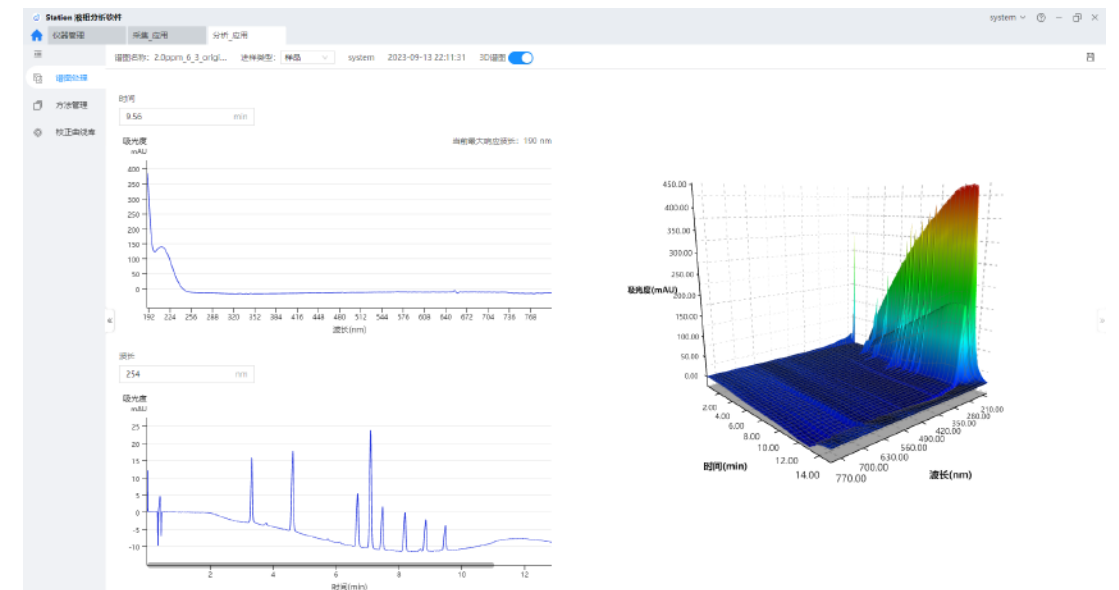 Station 液相分析软件
system
仪器管理 采集_应用 分析_应用
谱图名称: 2.0ppm_6_3_origi... 进样类型: 样品 system 2023-09-13 22:11:31 3D谱图
谱图处理
方法管理
校正曲线库
时间
9.56 min
吸光度 当前最大响应波长: 190 nm
mAU
400
350
300
250
200
150
100
50
0
192 224 256 288 320 352 384 416 448 480 512 544 576 608 640 672 704 736 768
波长(nm)
波长
254 nm
吸光度
mAU
25
20
15
10
5
0
-5
-10
2 4 6 8 10 12
时间(min)
450.00
400.00
350.00
300.00
250.00
吸光度(mAU)
200.00
150.00
100.00
50.00
0.00
2.00
4.00
6.00
8.00
10.00
12.00
14.00
时间(min)
210.00
280.00
350.00
420.00
490.00
560.00
630.00
700.00
770.00
波长(nm)